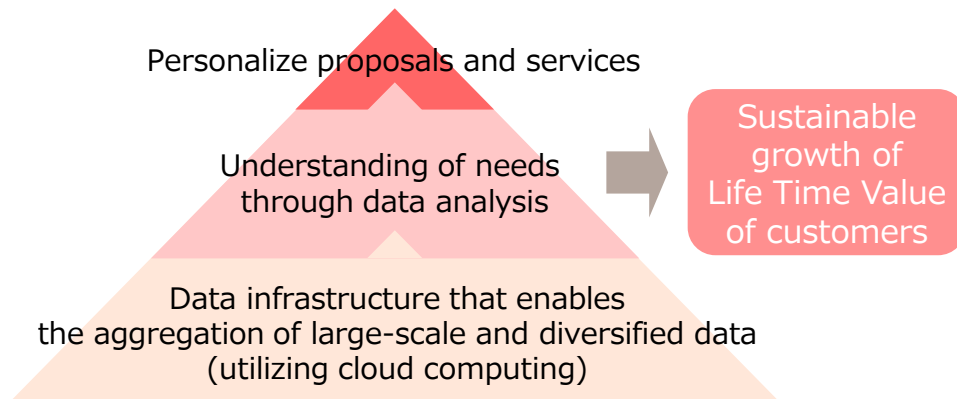 Personalize proposals and services
Understanding of needs
through data analysis
Sustainable
growth of
Life Time Value
of customers
Data infrastructure that enables
the aggregation of large-scale and diversified data
(utilizing cloud computing)